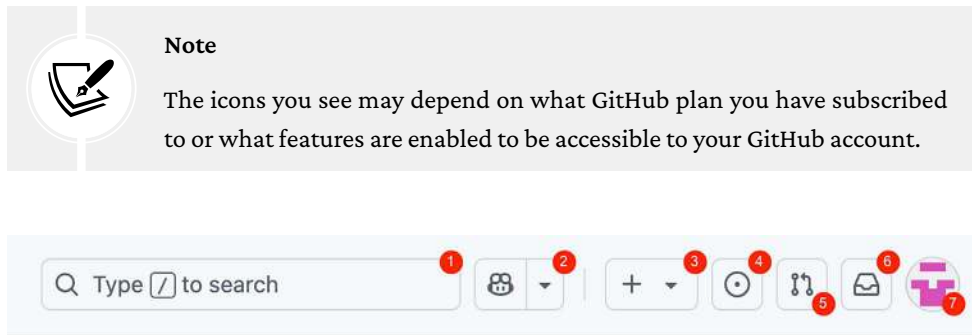 Note
The icons you see may depend on what GitHub plan you have subscribed
to or what features are enabled to be accessible to your GitHub account.
Type / to search 1 2 3 4 5 6 7